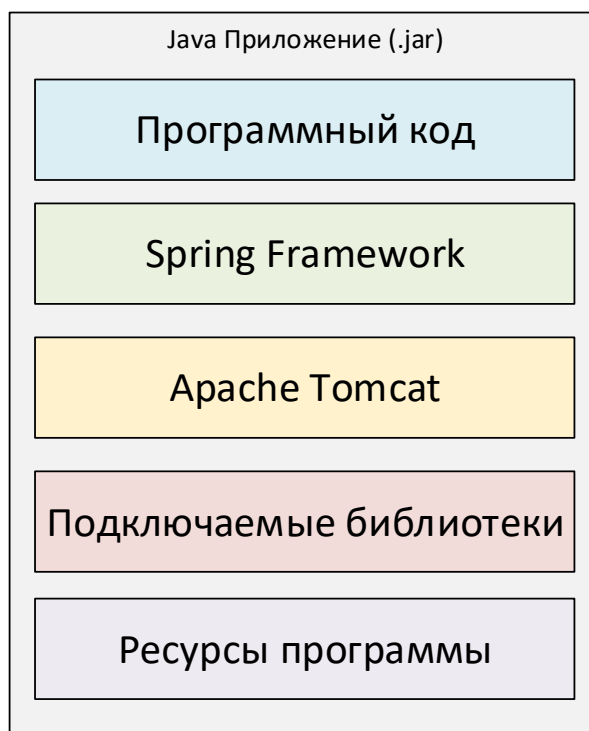 Java Приложение (.jar)
Программный код
Spring Framework
Apache Tomcat
Подключаемые библиотеки
Ресурсы программы